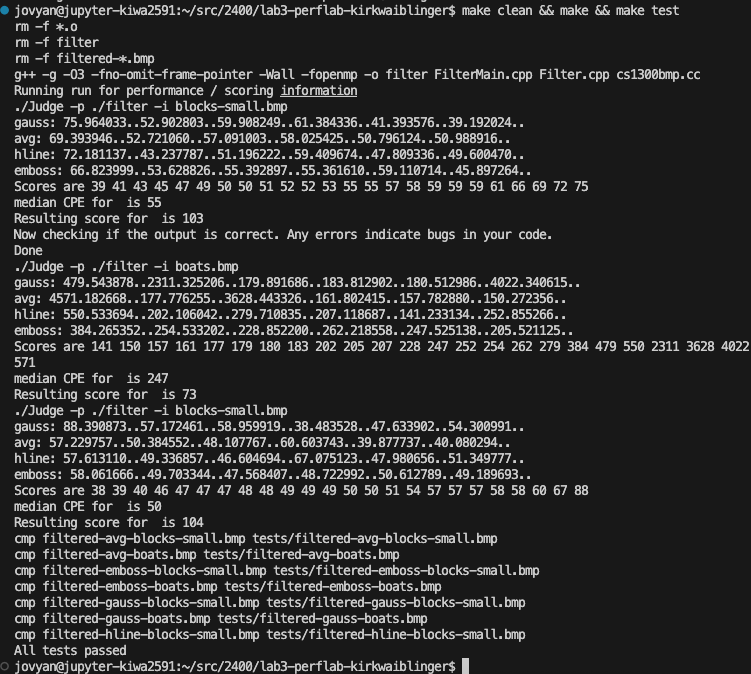 jovyan@jupyter-kiwa2591:~/src/2400/lab3-perflab-kirkwaiblinger$ make clean && make && make test
rm -f *.o
rm -f filter
rm -f filtered-*.bmp
g++ -g -O3 -fno-omit-frame-pointer -Wall -fopenmp -o filter FilterMain.cpp Filter.cpp cs1300bmp.cc
Running run for performance / scoring information
./Judge -p ./filter -i blocks-small.bmp
gauss: 75.964033..52.902803..59.908249..61.384336..41.393576..39.192024..
avg: 69.393946..52.721060..57.091003..58.025425..50.796124..50.988916..
hline: 72.181137..43.237787..51.196222..59.409674..47.809336..49.600470..
emboss: 66.823999..53.628826..55.392897..55.361610..59.110714..45.897264..
Scores are 39 41 43 45 47 49 50 50 51 52 52 53 55 55 57 58 59 59 59 61 66 69 72 75
median CPE for  is 55
Resulting score for  is 103
Now checking if the output is correct. Any errors indicate bugs in your code.
Done
./Judge -p ./filter -i boats.bmp
gauss: 479.543878..2311.325206..179.891686..183.812902..180.512986..4022.340615..
avg: 4571.182668..177.776255..3628.443326..161.802415..157.782880..150.272356..
hline: 550.533694..202.106042..279.710835..207.118687..141.233134..252.855266..
emboss: 384.265352..254.533202..228.852200..262.218558..247.525138..205.521125..
Scores are 141 150 157 161 177 179 180 183 202 205 207 228 247 252 254 262 279 384 479 550 2311 3628 4022
571
median CPE for  is 247
Resulting score for  is 73
./Judge -p ./filter -i blocks-small.bmp
gauss: 88.390873..57.172461..58.959919..38.483528..47.633902..54.300991..
avg: 57.229757..50.384552..48.107767..60.603743..39.877737..40.080294..
hline: 57.613110..49.336857..46.604694..67.075123..47.980656..51.349777..
emboss: 58.061666..49.703344..47.568407..48.722992..50.612789..49.189693..
Scores are 38 39 40 46 47 47 47 48 48 49 49 49 50 50 51 54 57 57 57 58 58 60 67 88
median CPE for  is 50
Resulting score for  is 104
cmp filtered-avg-blocks-small.bmp tests/filtered-avg-blocks-small.bmp
cmp filtered-avg-boats.bmp tests/filtered-avg-boats.bmp
cmp filtered-emboss-blocks-small.bmp tests/filtered-emboss-blocks-small.bmp
cmp filtered-emboss-boats.bmp tests/filtered-emboss-boats.bmp
cmp filtered-gauss-blocks-small.bmp tests/filtered-gauss-blocks-small.bmp
cmp filtered-gauss-boats.bmp tests/filtered-gauss-boats.bmp
cmp filtered-hline-blocks-small.bmp tests/filtered-hline-blocks-small.bmp
All tests passed
jovyan@jupyter-kiwa2591:~/src/2400/lab3-perflab-kirkwaiblinger$